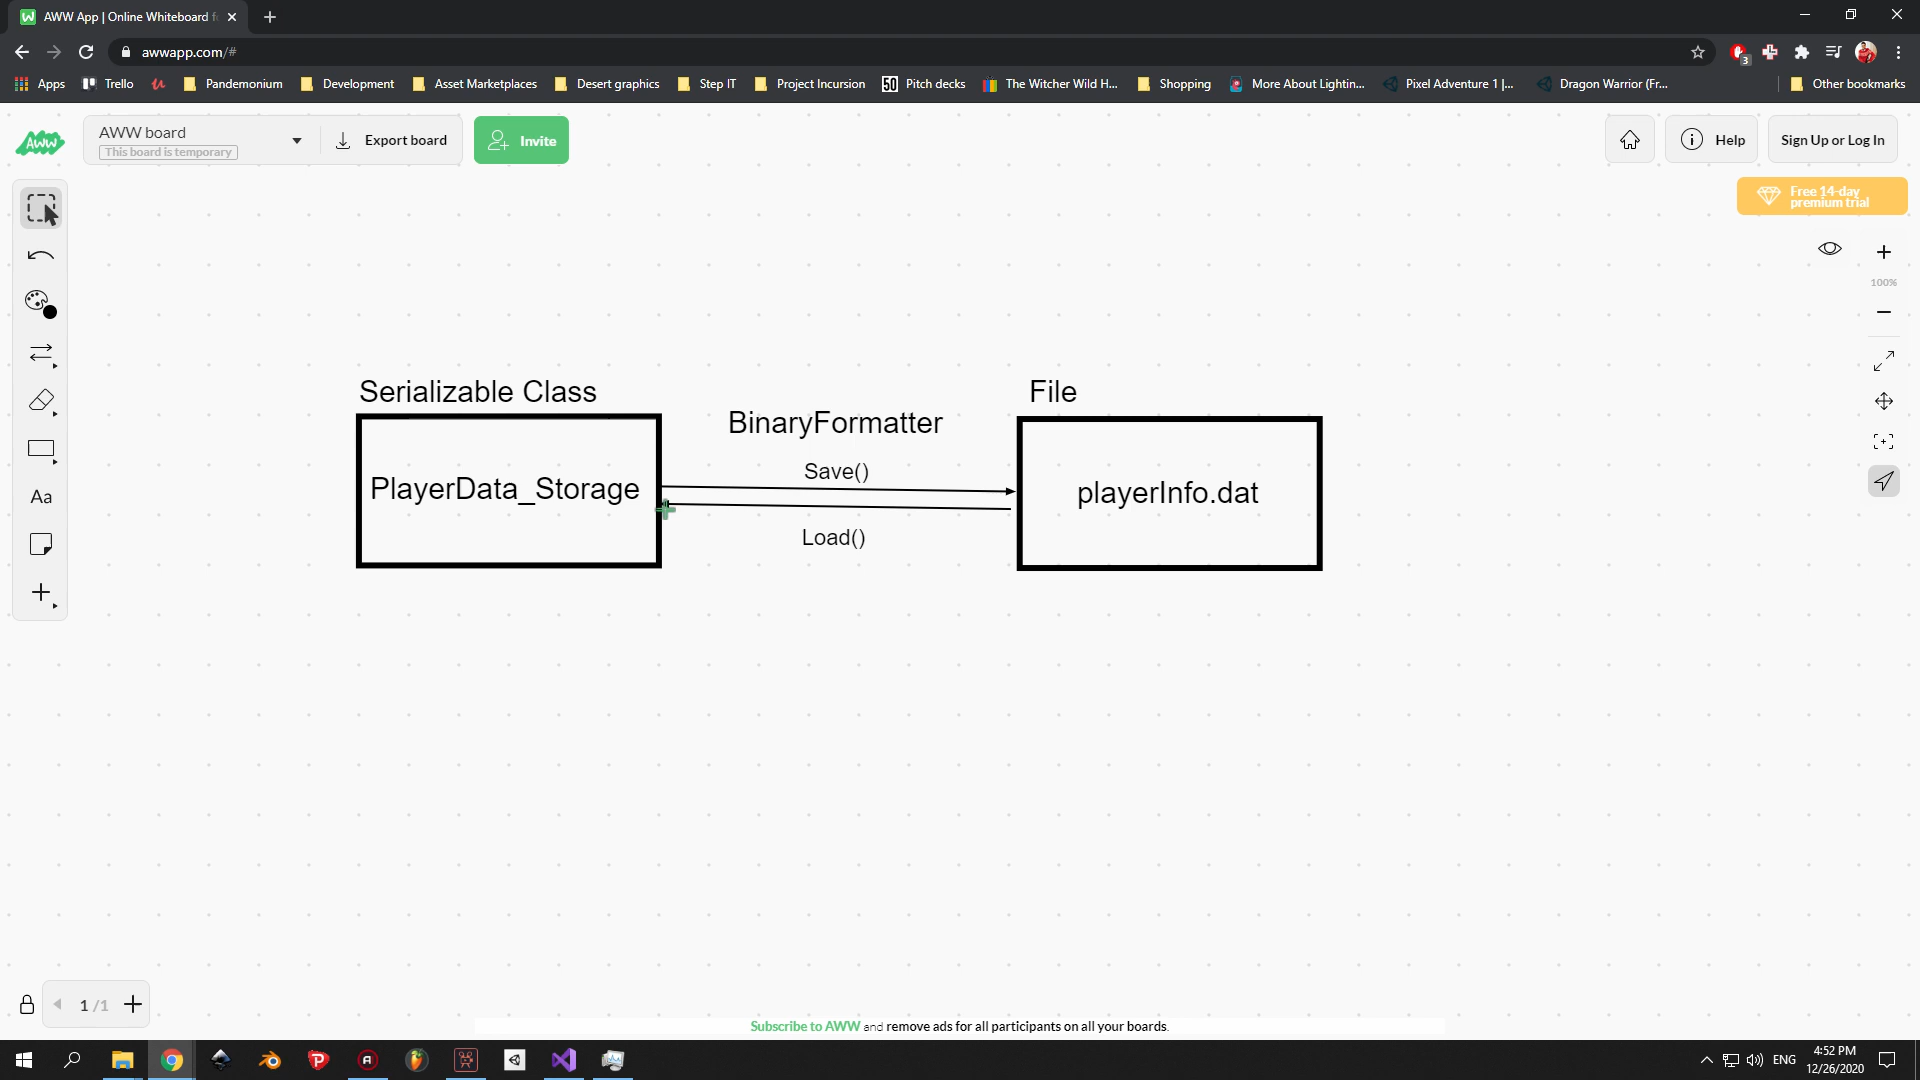 AWW App | Online Whiteboard f
awwapp.com/#
3
Apps
Trello
Pandemonium
Development
Asset Marketplaces
Desert graphics
Step IT
Project Incursion
50
Pitch decks
The Witcher Wild H...
Shopping
More About Lightin...
Pixel Adventure 1 |...
Dragon Warrior (Fr...
Other bookmarks
AWW
AWW board
This board is temporary
Export board
Invite
Help
Sign Up or Log In
Free 14-day
premium trial
100%
Aa
Serializable Class
PlayerData_Storage
BinaryFormatter
Save()
Load()
File
playerInfo.dat
1 /1
Subscribe to AWW and remove ads for all participants on all your boards.
ENG
4:52 PM
12/26/2020